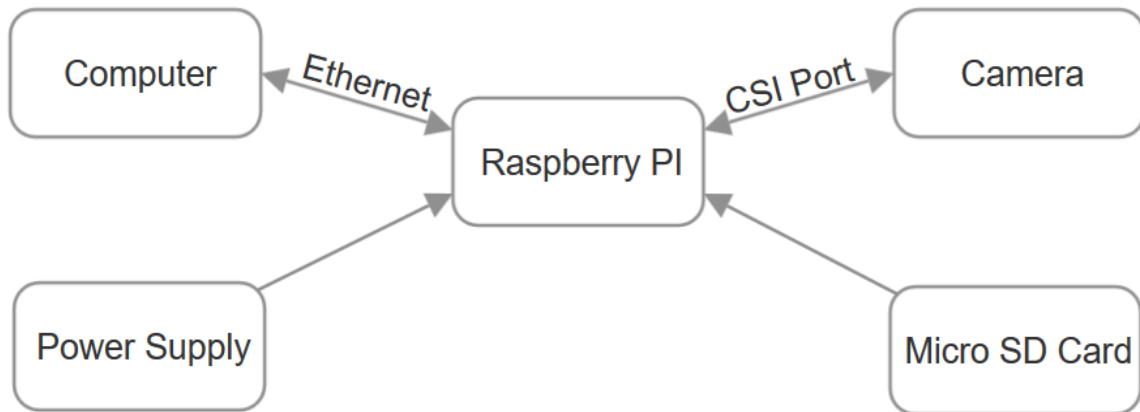 Computer
Ethernet
CSI Port
Camera
Raspberry PI
Power Supply
Micro SD Card